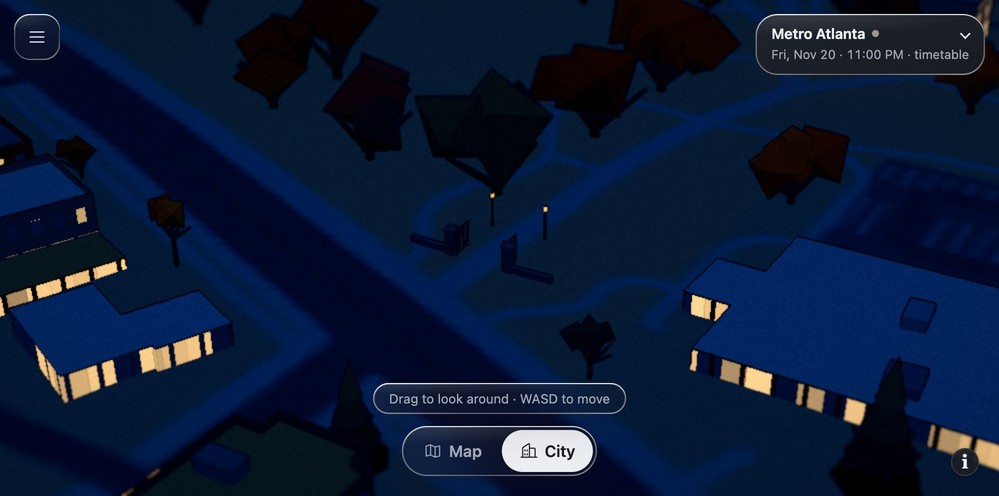 Metro Atlanta
Fri, Nov 20 · 11:00 PM · timetable
Drag to look around · WASD to move
Map
City
i